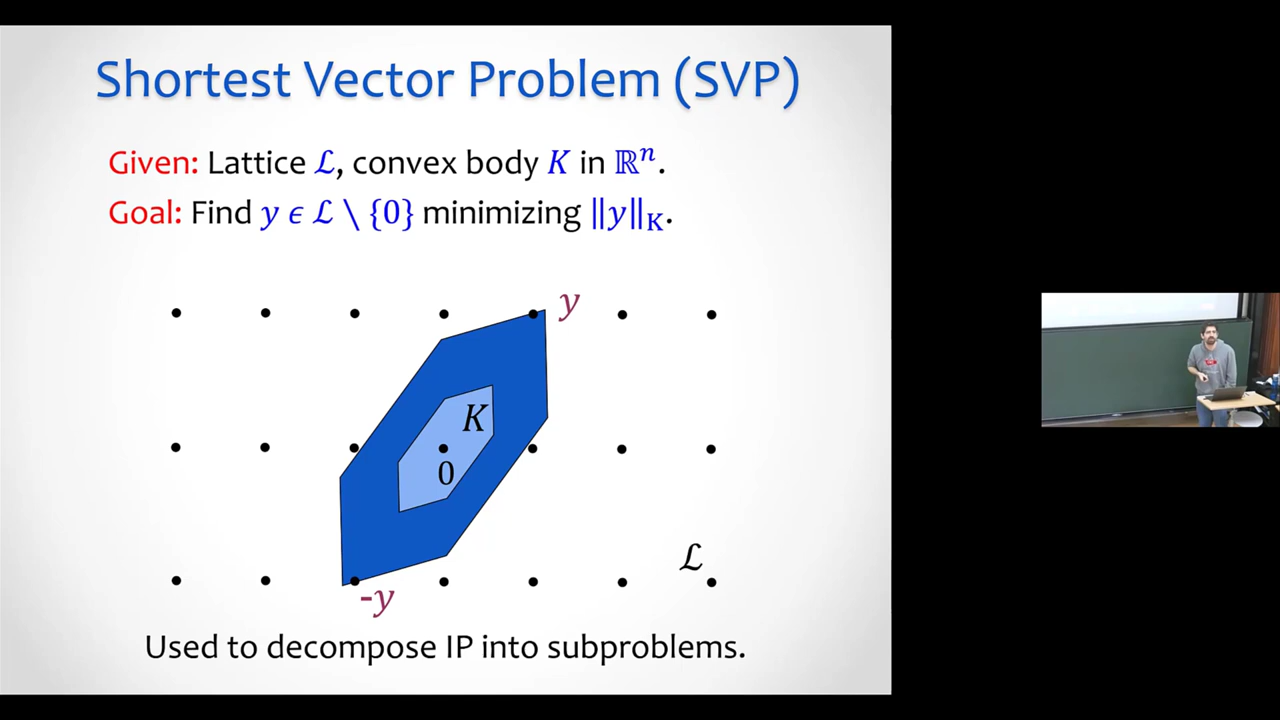 Shortest Vector Problem (SVP)
Given: Lattice ℒ, convex body K in ℝⁿ.
Goal: Find y ϵ ℒ \ {0} minimizing ‖y‖_K.
y
K
0
ℒ
-y
Used to decompose IP into subproblems.